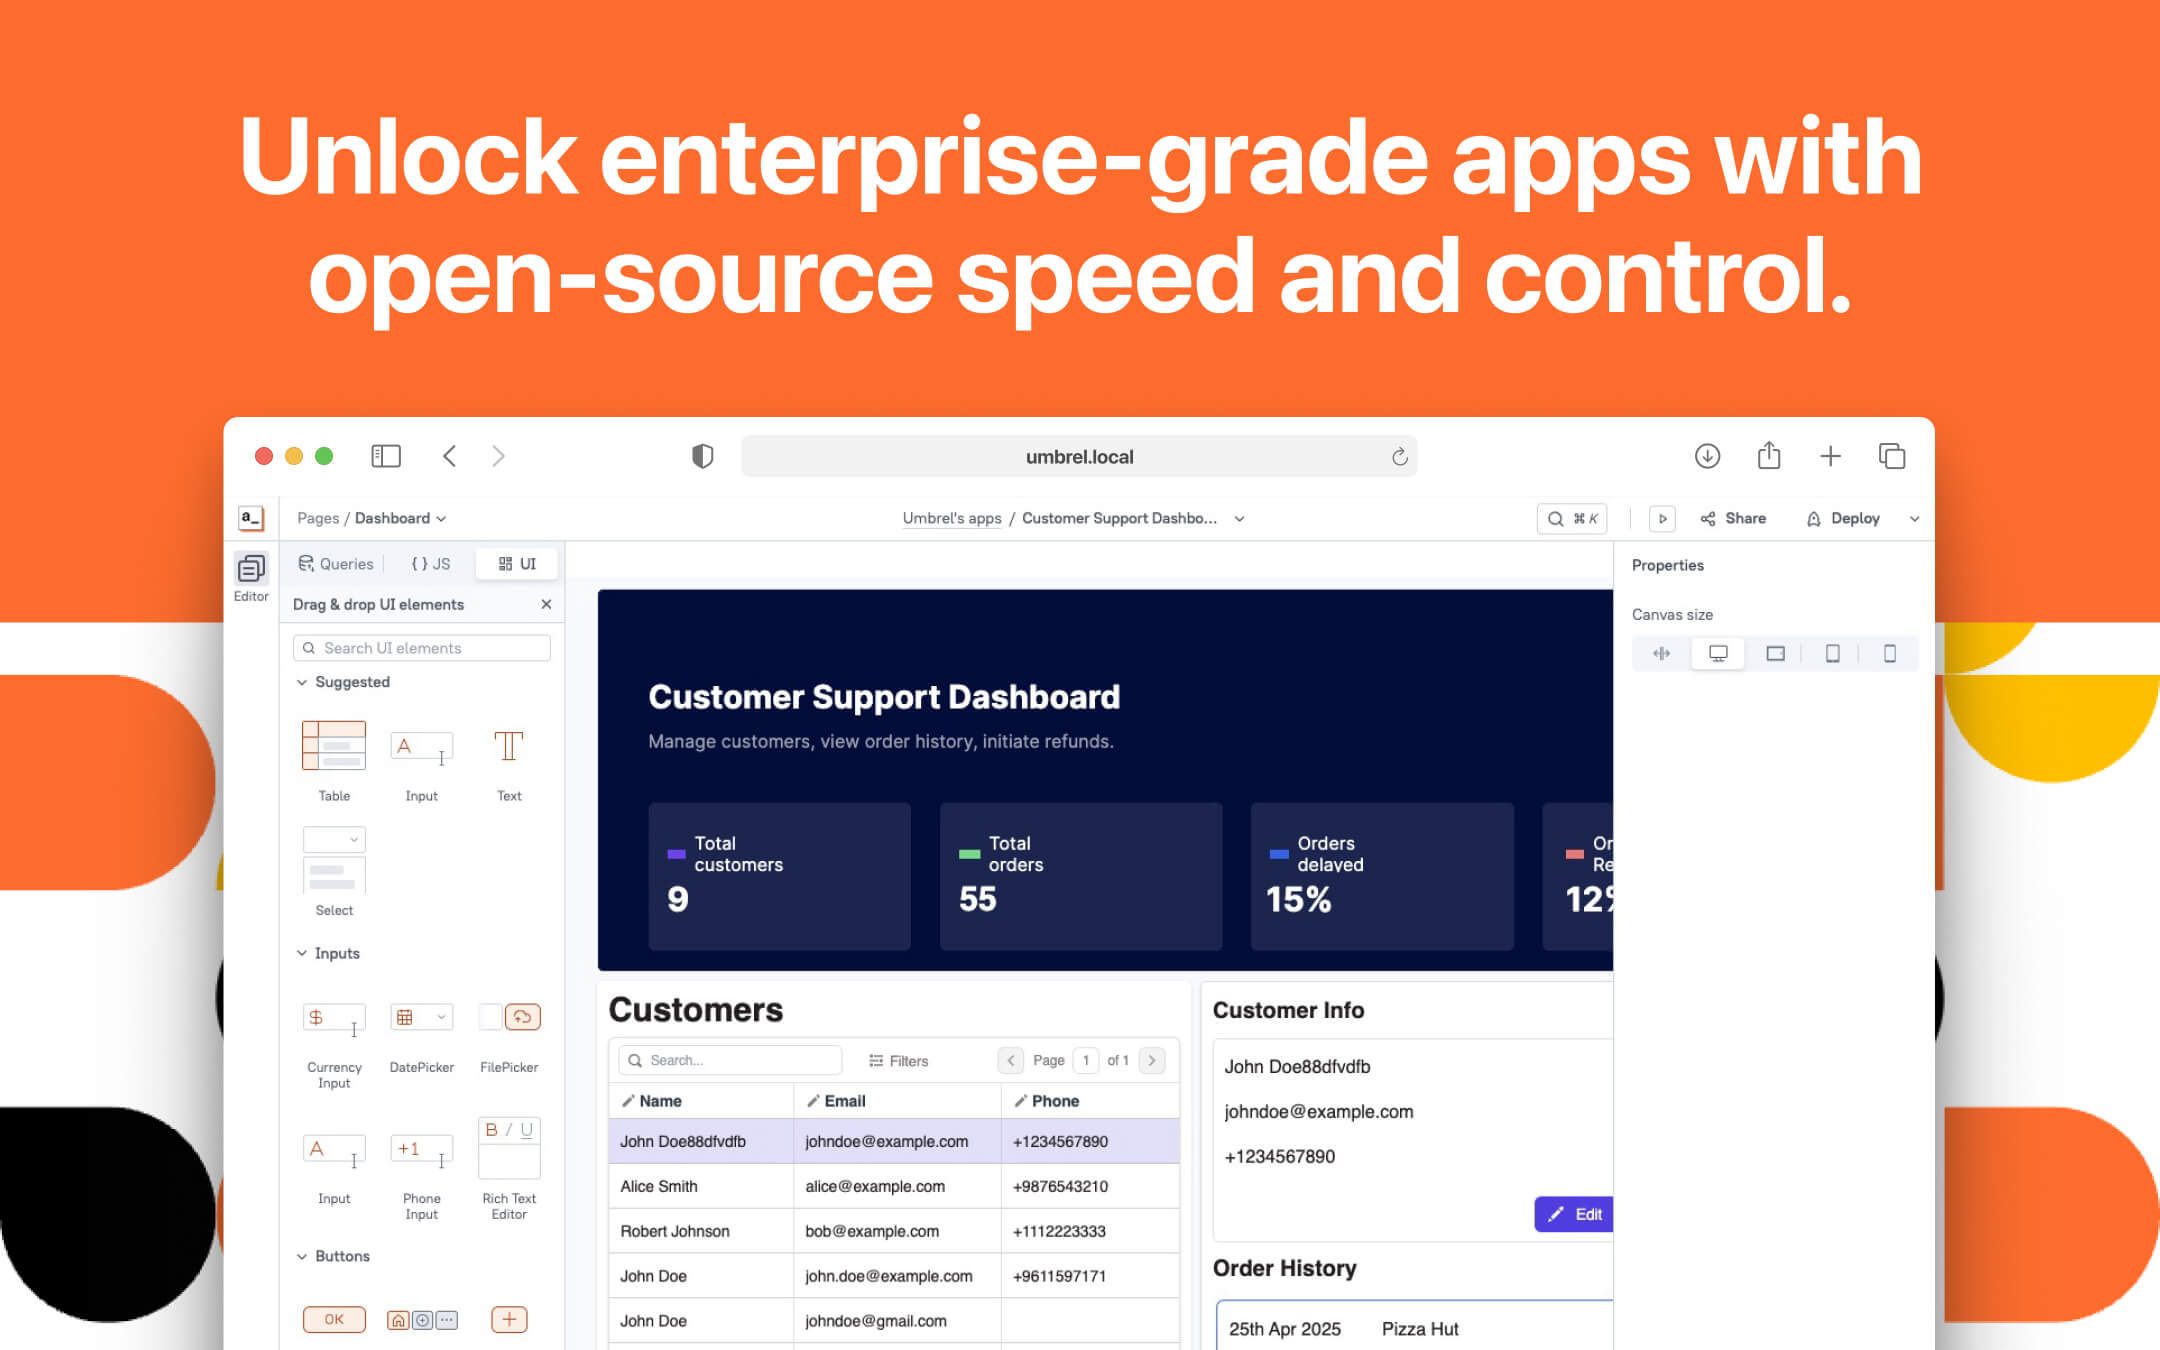 Unlock enterprise-grade apps with
open-source speed and control.
umbrel.local
a_
Pages / Dashboard
Umbrel's apps / Customer Support Dashbo...
⌘ K
Share
Deploy
Editor
Queries
{ } JS
UI
Drag & drop UI elements
Search UI elements
Suggested
A
T
Table
Input
Text
Select
Inputs
$
Currency
Input
DatePicker
FilePicker
A
+1
B / U
Input
Phone
Input
Rich Text
Editor
Buttons
OK
Customer Support Dashboard
Manage customers, view order history, initiate refunds.
Total
customers
9
Total
orders
55
Orders
delayed
15%
Or
Re
12%
Customers
Search...
Filters
Page 1 of 1
Name Email Phone
John Doe88dfvdfb johndoe@example.com +1234567890
Alice Smith alice@example.com +9876543210
Robert Johnson bob@example.com +1112223333
John Doe john.doe@example.com +9611597171
John Doe johndoe@gmail.com
Customer Info
John Doe88dfvdfb
johndoe@example.com
+1234567890
Edit
Order History
25th Apr 2025 Pizza Hut
Properties
Canvas size